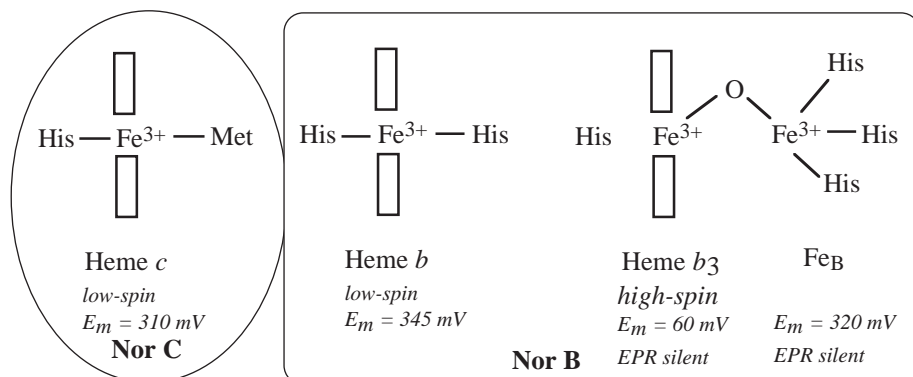 His
O
His — Fe³⁺ — Met
His — Fe³⁺ — His
His Fe³⁺
Fe³⁺ — His
His
Heme c
low-spin
Eₘ = 310 mV
Nor C
Heme b
low-spin
Eₘ = 345 mV
Heme b3
high-spin
Eₘ = 60 mV
EPR silent
Fe_B
Eₘ = 320 mV
EPR silent
Nor B